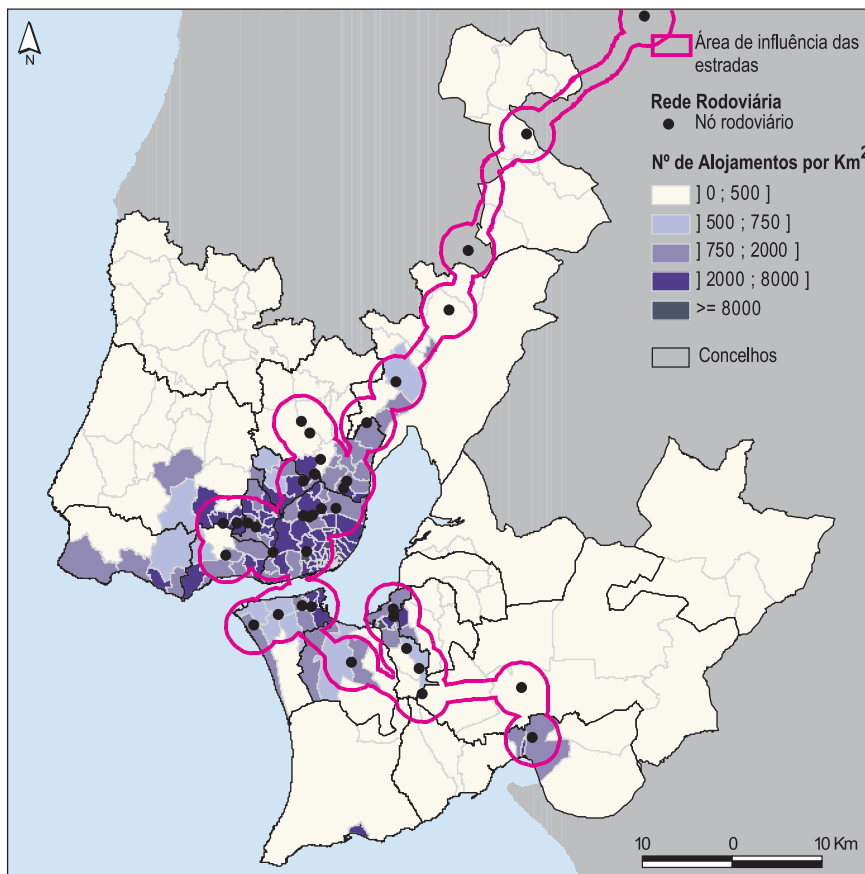 N
Área de influência das
estradas
Rede Rodoviária
Nó rodoviário
Nº de Alojamentos por Km²
] 0 ; 500 ]
] 500 ; 750 ]
] 750 ; 2000 ]
] 2000 ; 8000 ]
>= 8000
Concelhos
10 0 10 Km